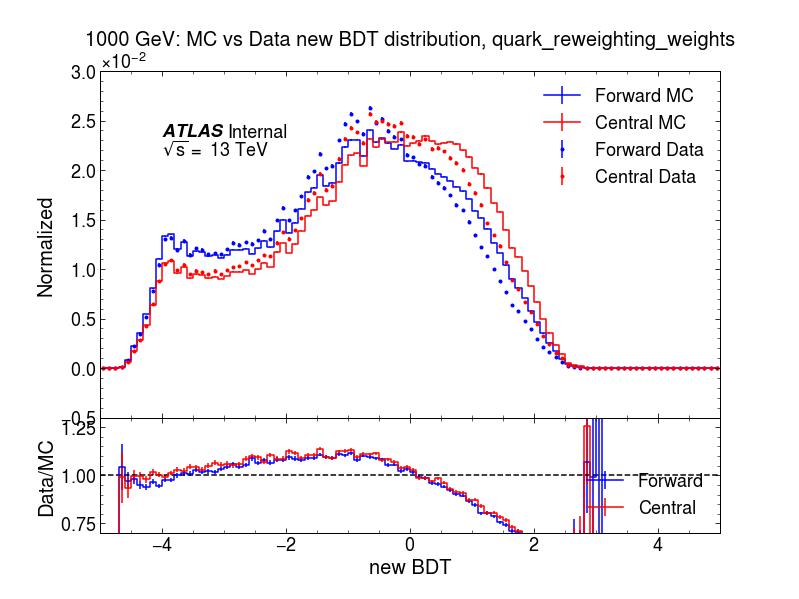 1000 GeV: MC vs Data new BDT distribution, quark_reweighting_weights
×10⁻²
3.0
2.5
2.0
1.5
1.0
0.5
0.0
−0.5
Normalized
ATLAS Internal
√s = 13 TeV
Forward MC
Central MC
Forward Data
Central Data
1.25
1.00
0.75
Data/MC
Forward
Central
−4 −2 0 2 4
new BDT